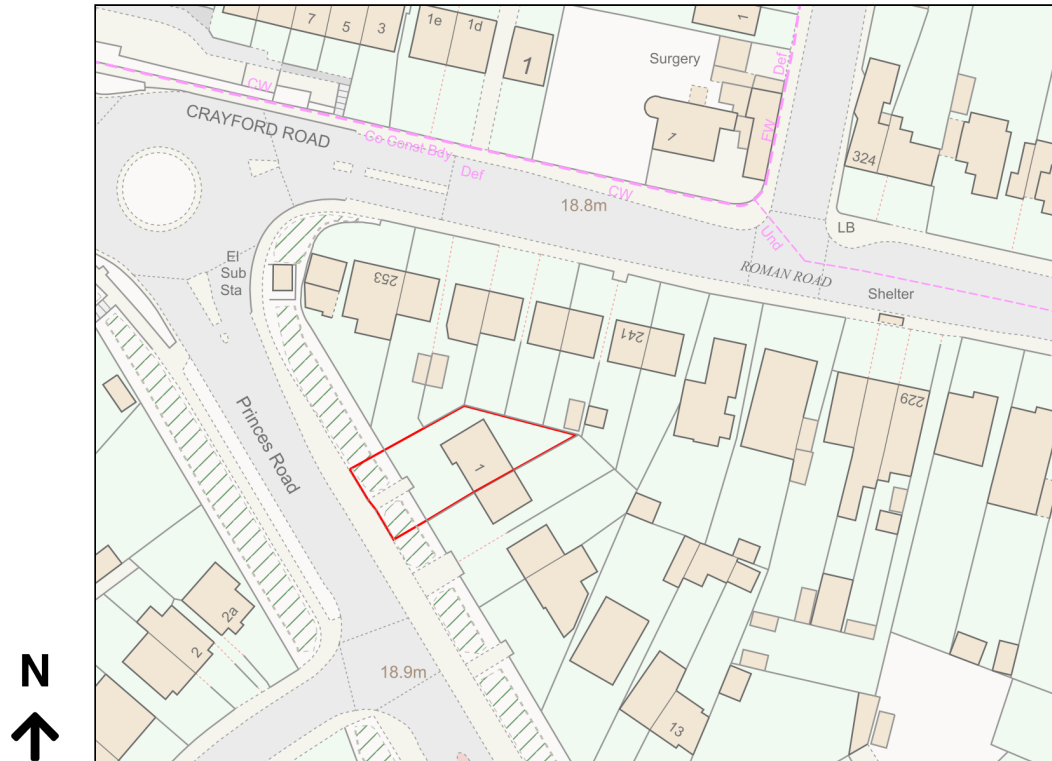 7
5
3
1e
1d
1
1
Surgery
Def
FW
1
CW
CRAYFORD ROAD
Co Const Bdy
Def
CW
18.8m
324
LB
Und
ROMAN ROAD
Shelter
El
Sub
Sta
253
241
229
Princes Road
1
2a
2
18.9m
13
N